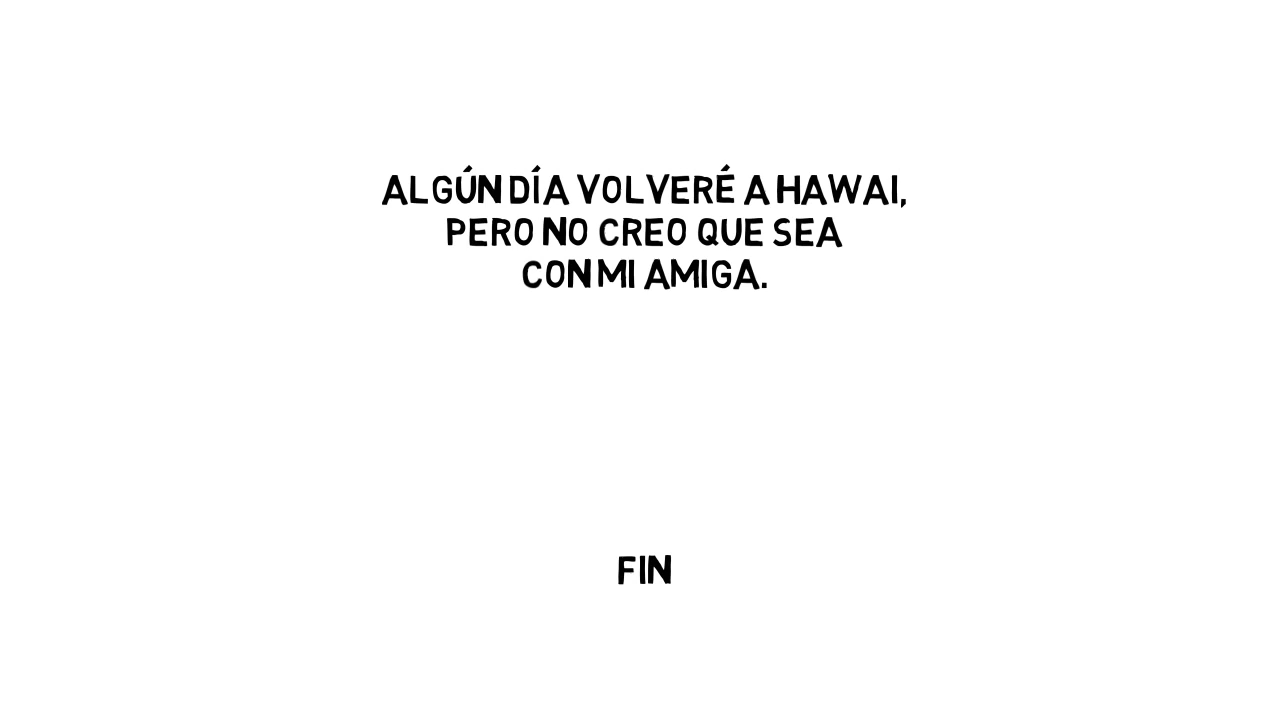 ALGÚN DÍA VOLVERÉ A HAWAI,
PERO NO CREO QUE SEA
CON MI AMIGA.
FIN